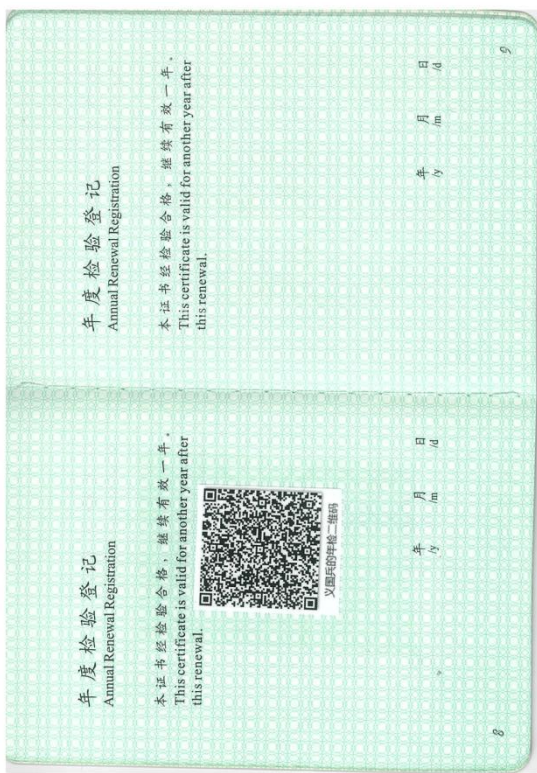 年度检验登记
Annual Renewal Registration
本证书经检验合格，继续有效一年。
This certificate is valid for another year after
this renewal.
义国兵的年检二维码
年 月 日
/y /m /d
8
年度检验登记
Annual Renewal Registration
本证书经检验合格，继续有效一年。
This certificate is valid for another year after
this renewal.
年 月 日
/y /m /d
9